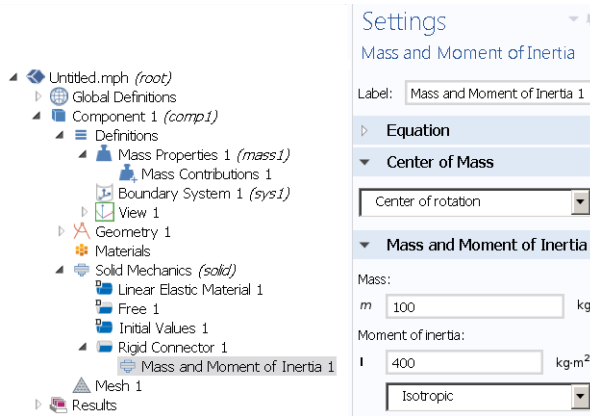 Untitled.mph (root)
Global Definitions
Component 1 (comp1)
Definitions
Mass Properties 1 (mass1)
Mass Contributions 1
Boundary System 1 (sys1)
View 1
Geometry 1
Materials
Solid Mechanics (solid)
Linear Elastic Material 1
Free 1
Initial Values 1
Rigid Connector 1
Mass and Moment of Inertia 1
Mesh 1
Results
Settings
Mass and Moment of Inertia
Label: Mass and Moment of Inertia 1
Equation
Center of Mass
Center of rotation
Mass and Moment of Inertia
Mass:
m 100 kg
Moment of inertia:
I 400 kg·m²
Isotropic